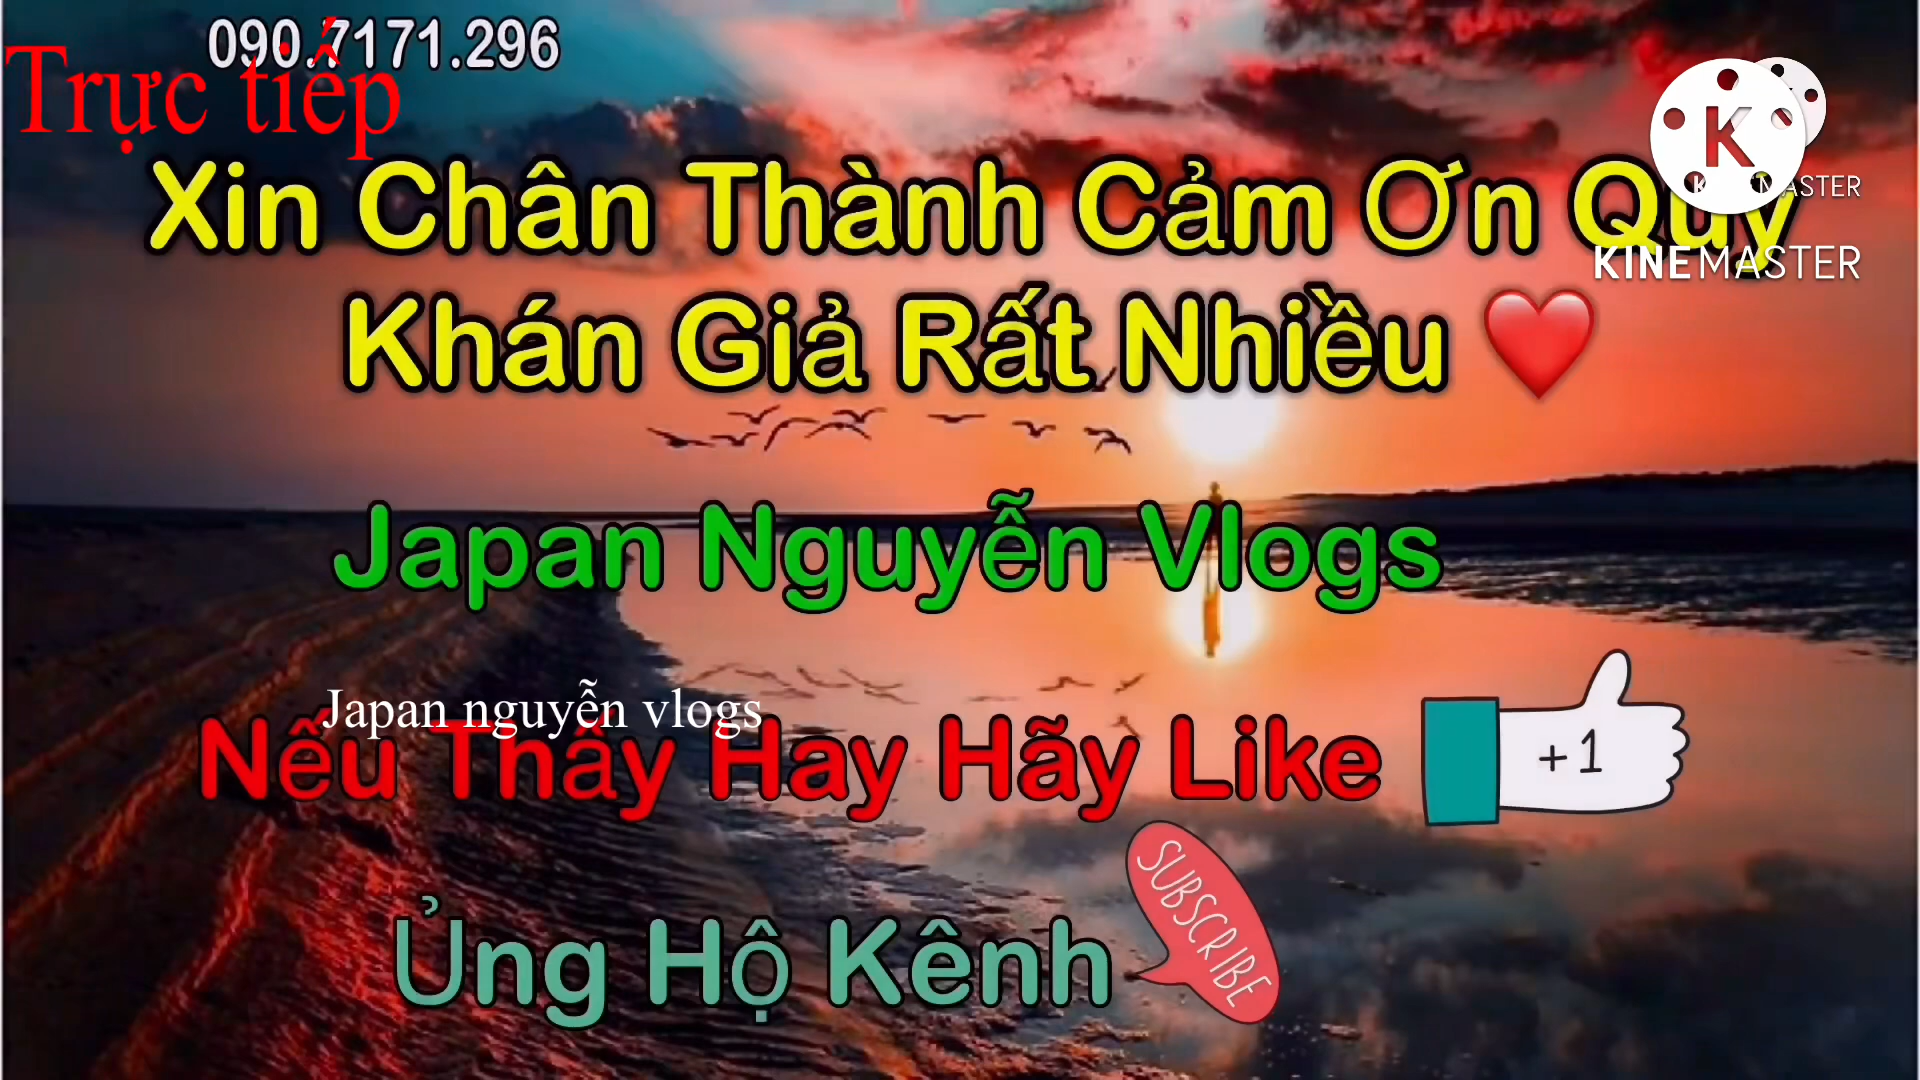 090.7171.296
Trực tiếp
Xin Chân Thành Cảm Ơn Quý
Khán Giả Rất Nhiều
K
KINEMASTER
KINEMASTER
Japan Nguyễn Vlogs
Japan nguyễn vlogs
Nếu Thấy Hay Hãy Like
+1
Ủng Hộ Kênh
SUBSCRIBE